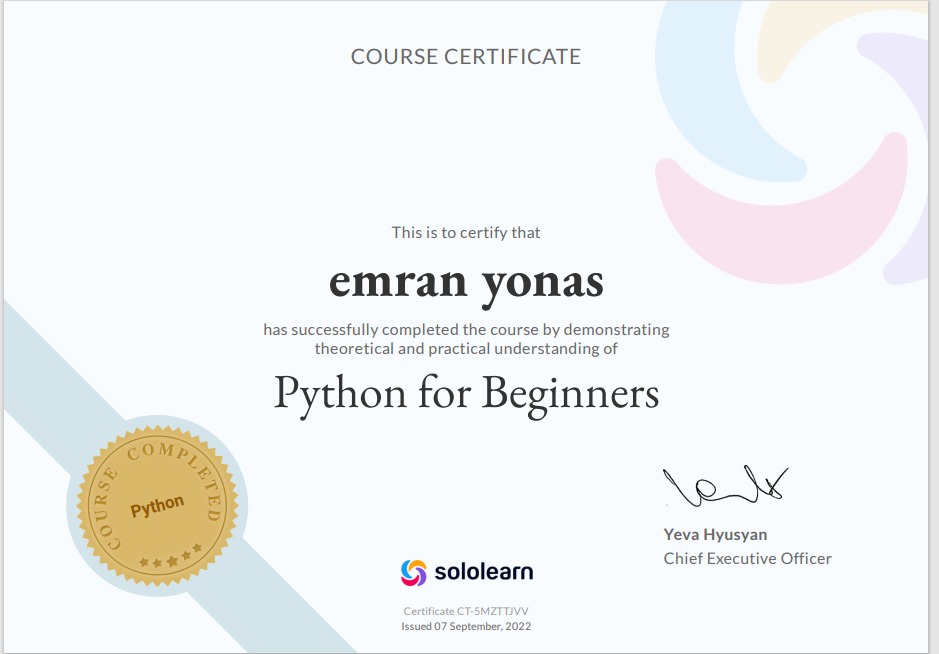 COURSE CERTIFICATE
This is to certify that
emran yonas
has successfully completed the course by demonstrating
theoretical and practical understanding of
Python for Beginners
COURSE COMPLETED
Python
Yeva Hyusyan
Chief Executive Officer
sololearn
Certificate CT-5MZTTJVV
Issued 07 September, 2022